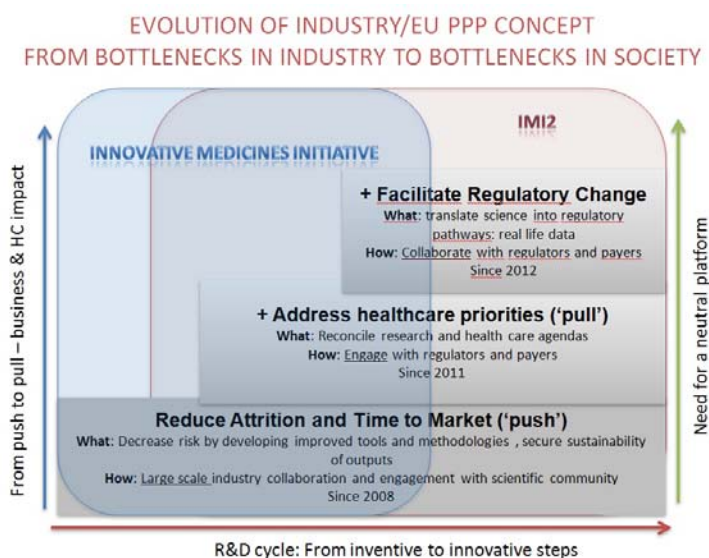 EVOLUTION OF INDUSTRY/EU PPP CONCEPT
FROM BOTTLENECKS IN INDUSTRY TO BOTTLENECKS IN SOCIETY
IMI2
INNOVATIVE MEDICINES INITIATIVE
+ Facilitate Regulatory Change
What: translate science into regulatory
pathways: real life data
How: Collaborate with regulators and payers
Since 2012
+ Address healthcare priorities (‘pull’)
What: Reconcile research and health care agendas
How: Engage with regulators and payers
Since 2011
Reduce Attrition and Time to Market (‘push’)
What: Decrease risk by developing improved tools and methodologies , secure sustainability
of outputs
How: Large scale industry collaboration and engagement with scientific community
Since 2008
From push to pull – business & HC impact
Need for a neutral platform
R&D cycle: From inventive to innovative steps